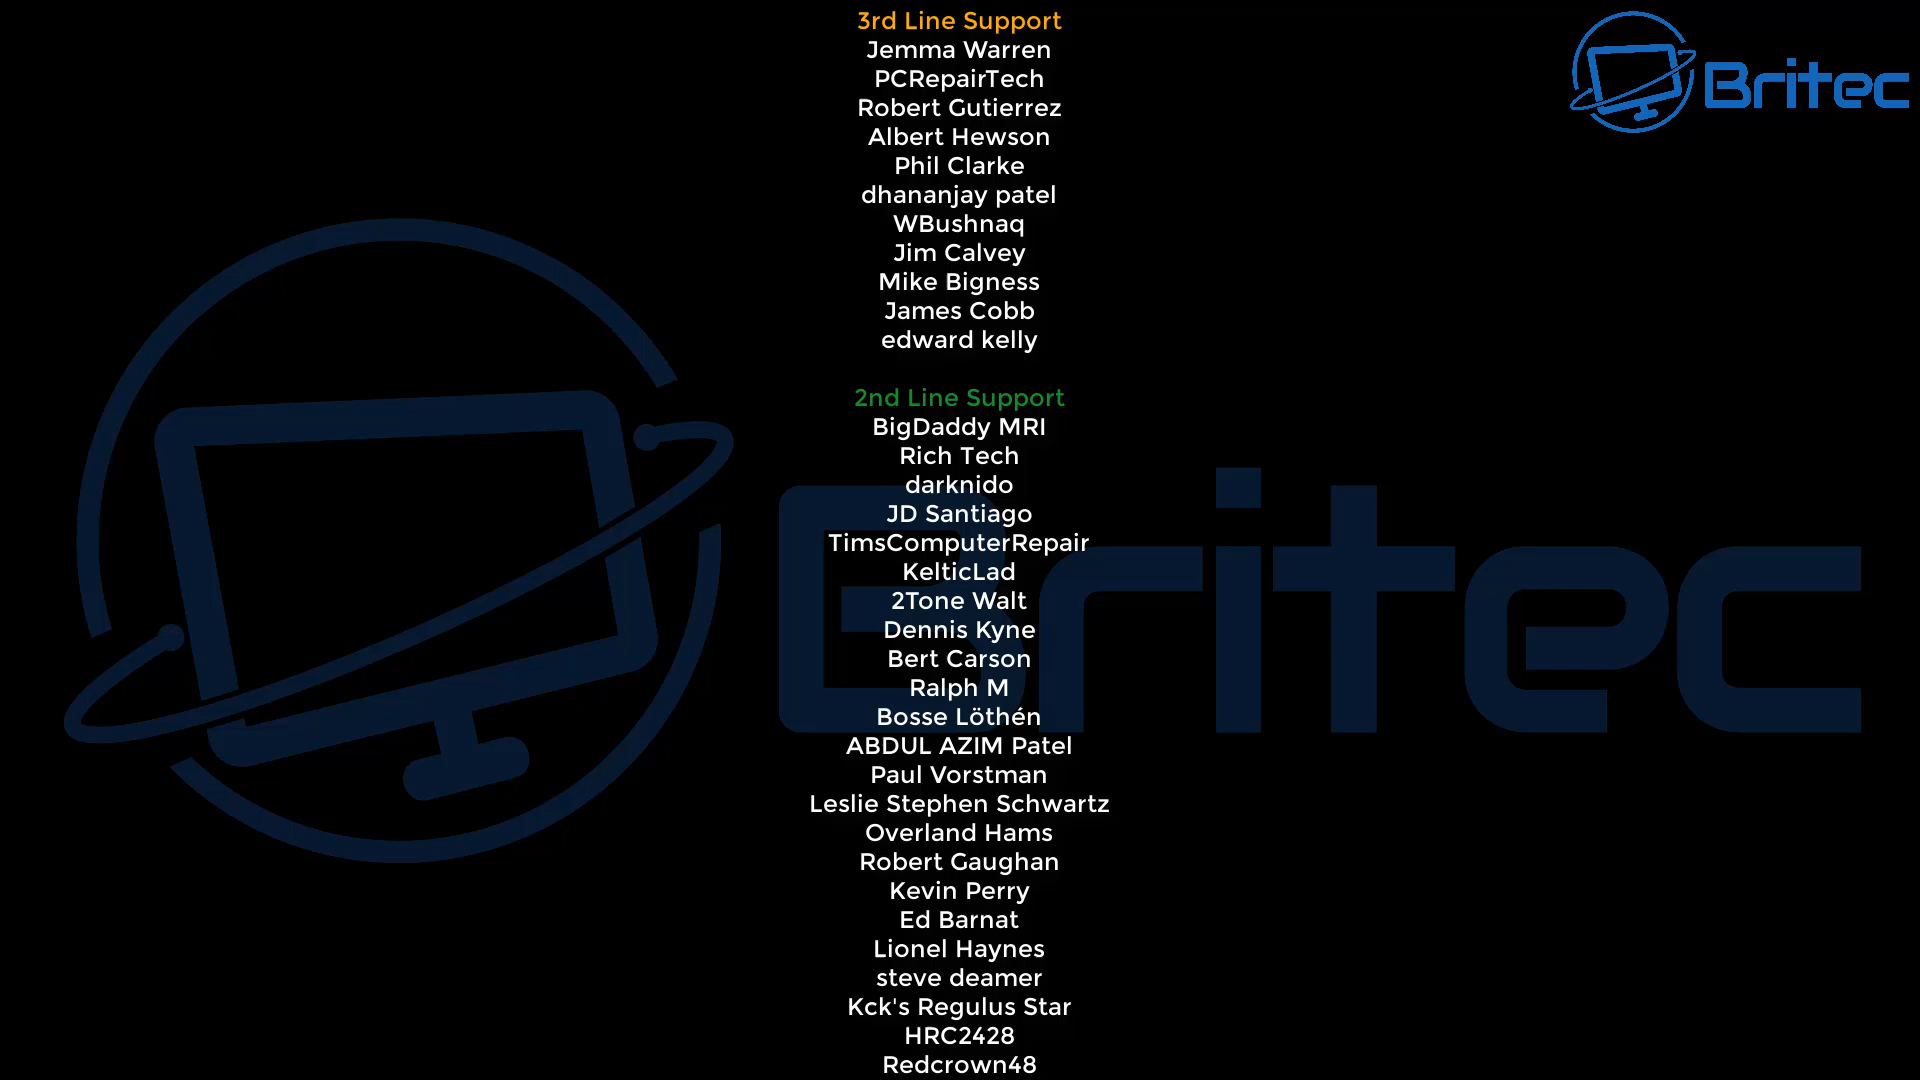 3rd Line Support
Jemma Warren
PCRepairTech
Robert Gutierrez
Albert Hewson
Phil Clarke
dhananjay patel
WBushnaq
Jim Calvey
Mike Bigness
James Cobb
edward kelly
2nd Line Support
BigDaddy MRI
Rich Tech
darknido
JD Santiago
TimsComputerRepair
KelticLad
2Tone Walt
Dennis Kyne
Bert Carson
Ralph M
Bosse Löthén
ABDUL AZIM Patel
Paul Vorstman
Leslie Stephen Schwartz
Overland Hams
Robert Gaughan
Kevin Perry
Ed Barnat
Lionel Haynes
steve deamer
Kck's Regulus Star
HRC2428
Redcrown48
Britec
Britec